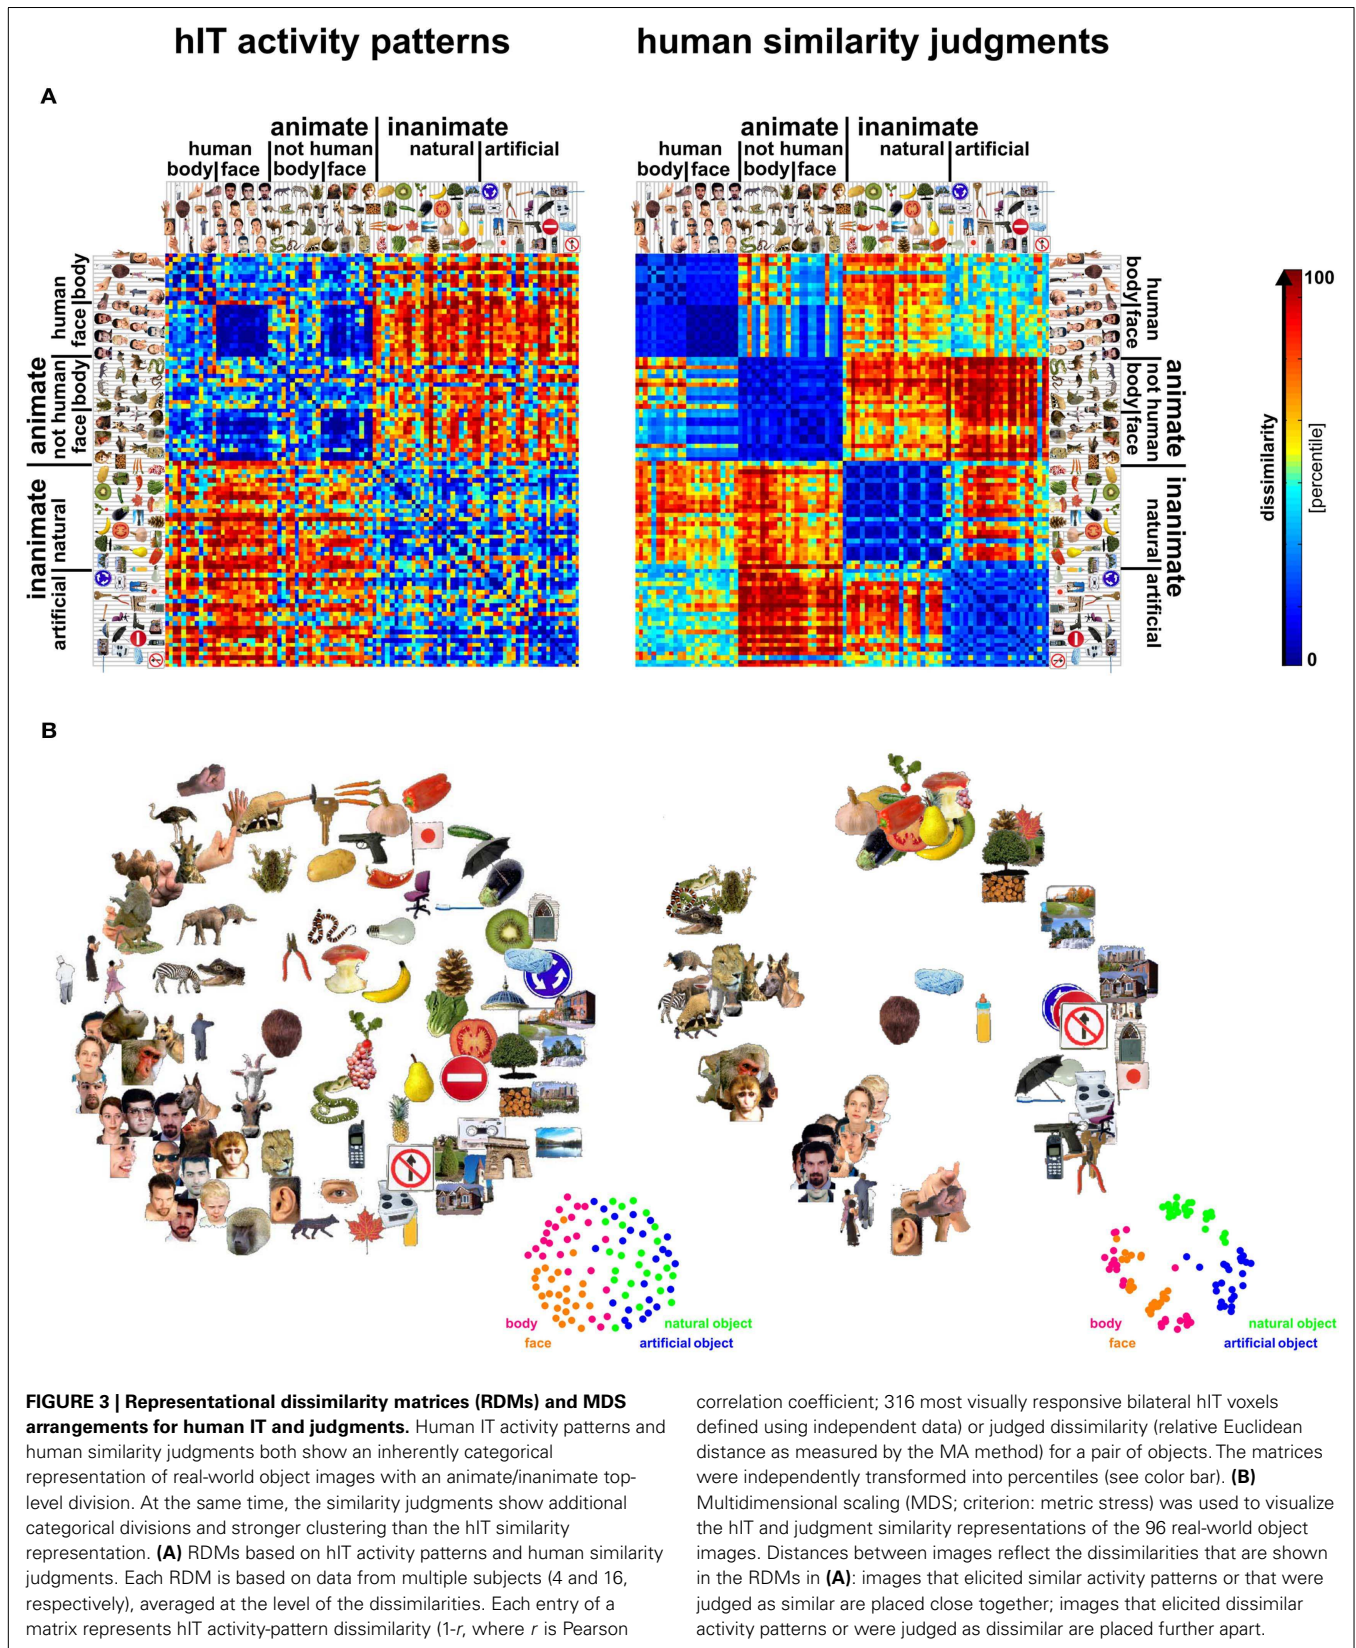 hIT activity patterns
human similarity judgments
A
animate inanimate
human not human natural artificial
body face body face
animate inanimate
human not human natural artificial
body face body face
human
body
face
animate
not human
body
face
inanimate
natural
artificial
human
body
face
animate
not human
body
face
inanimate
natural
artificial
100
dissimilarity
[percentile]
0
B
body
face
natural object
artificial object
body
face
natural object
artificial object
FIGURE 3 | Representational dissimilarity matrices (RDMs) and MDS
arrangements for human IT and judgments. Human IT activity patterns and
human similarity judgments both show an inherently categorical
representation of real-world object images with an animate/inanimate top-
level division. At the same time, the similarity judgments show additional
categorical divisions and stronger clustering than the hIT similarity
representation. (A) RDMs based on hIT activity patterns and human similarity
judgments. Each RDM is based on data from multiple subjects (4 and 16,
respectively), averaged at the level of the dissimilarities. Each entry of a
matrix represents hIT activity-pattern dissimilarity (1-r, where r is Pearson
correlation coefficient; 316 most visually responsive bilateral hIT voxels
defined using independent data) or judged dissimilarity (relative Euclidean
distance as measured by the MA method) for a pair of objects. The matrices
were independently transformed into percentiles (see color bar). (B)
Multidimensional scaling (MDS; criterion: metric stress) was used to visualize
the hIT and judgment similarity representations of the 96 real-world object
images. Distances between images reflect the dissimilarities that are shown
in the RDMs in (A): images that elicited similar activity patterns or that were
judged as similar are placed close together; images that elicited dissimilar
activity patterns or were judged as dissimilar are placed further apart.